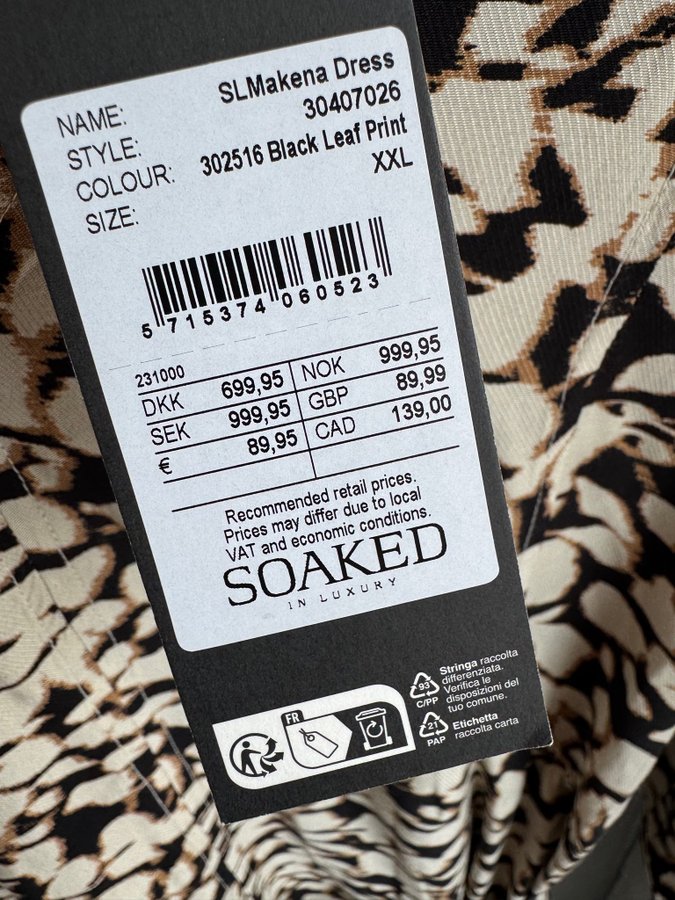 NAME: SLMakena Dress
STYLE: 30407026
COLOUR: 302516 Black Leaf Print
SIZE: XXL
5 715374 060523
231000
DKK 699,95 NOK 999,95
SEK 999,95 GBP 89,99
€ 89,95 CAD 139,00
Recommended retail prices.
Prices may differ due to local
VAT and economic conditions.
SOAKED
IN LUXURY
FR
93
C/PP
Stringa raccolta
differenziata.
Verifica le
disposizioni del
tuo comune.
21
PAP
Etichetta
raccolta carta